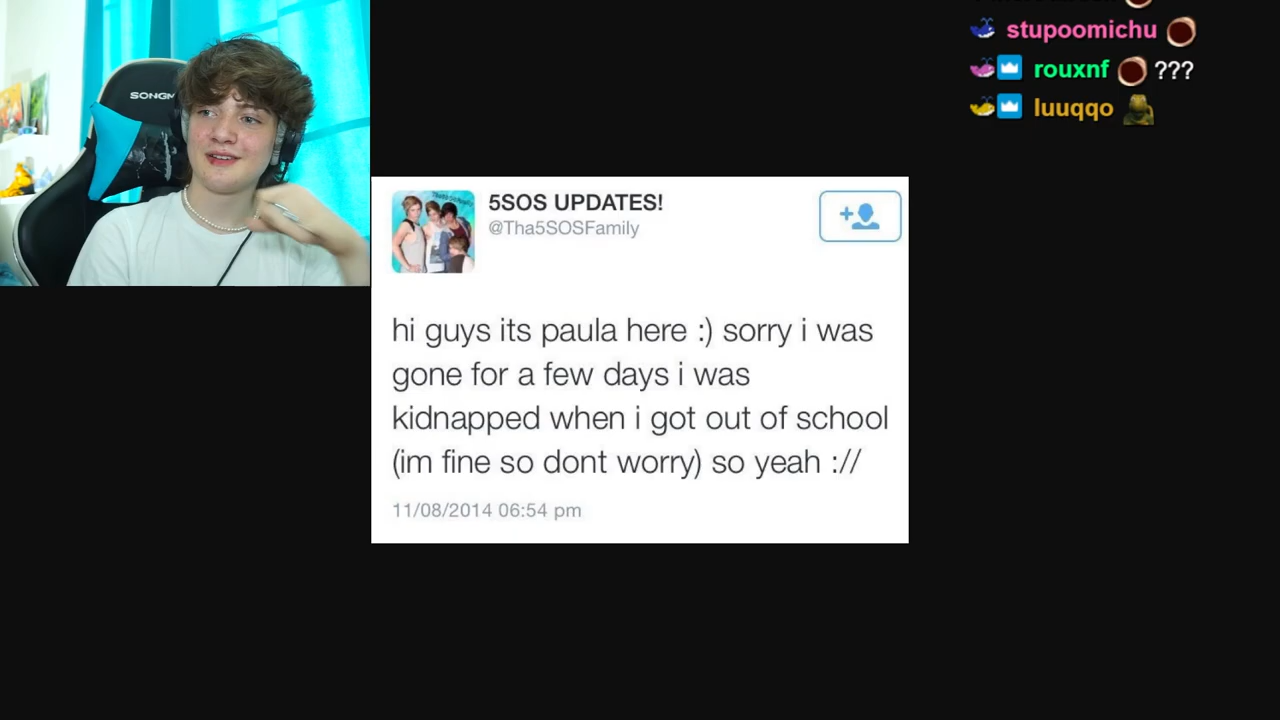 SONGM
stupoomichu
rouxnf ???
luuqqo
5SOS UPDATES!
@Tha5SOSFamily
hi guys its paula here :) sorry i was
gone for a few days i was
kidnapped when i got out of school
(im fine so dont worry) so yeah ://
11/08/2014 06:54 pm